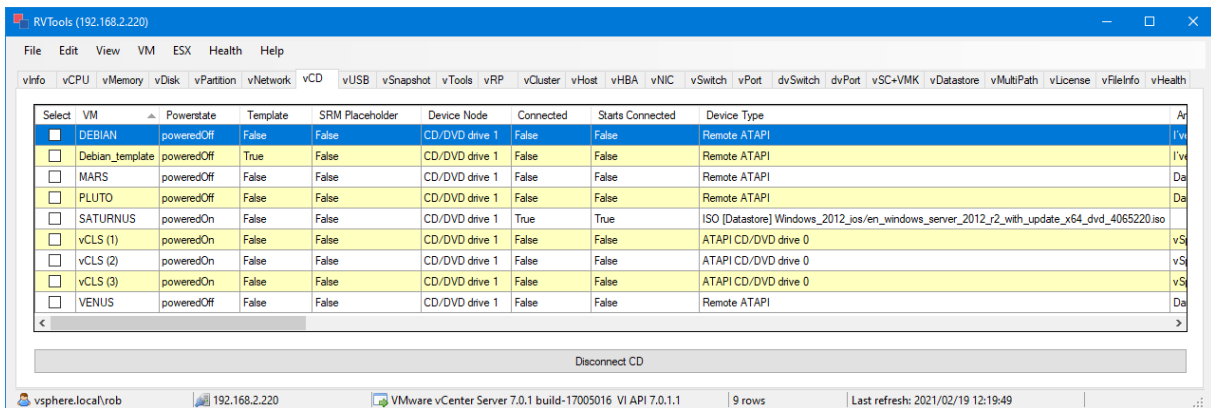 RVTools (192.168.2.220)
File Edit View VM ESX Health Help
vInfo vCPU vMemory vDisk vPartition vNetwork vCD vUSB vSnapshot vTools vRP vCluster vHost vHBA vNIC vSwitch vPort dvSwitch dvPort vSC+VMK vDatastore vMultiPath vLicense vFileInfo vHealth
Select VM Powerstate Template SRM Placeholder Device Node Connected Starts Connected Device Type
DEBIAN poweredOff False False CD/DVD drive 1 False False Remote ATAPI I've
Debian_template poweredOff True False CD/DVD drive 1 False False Remote ATAPI I've
MARS poweredOff False False CD/DVD drive 1 False False Remote ATAPI Da
PLUTO poweredOff False False CD/DVD drive 1 False False Remote ATAPI Da
SATURNUS poweredOn False False CD/DVD drive 1 True True ISO [Datastore] Windows_2012_ios/en_windows_server_2012_r2_with_update_x64_dvd_4065220.iso
vCLS (1) poweredOn False False CD/DVD drive 1 False False ATAPI CD/DVD drive 0
vCLS (2) poweredOn False False CD/DVD drive 1 False False ATAPI CD/DVD drive 0
vCLS (3) poweredOn False False CD/DVD drive 1 False False ATAPI CD/DVD drive 0
VENUS poweredOff False False CD/DVD drive 1 False False Remote ATAPI Da
Disconnect CD
vsphere.local\rob 192.168.2.220 VMware vCenter Server 7.0.1 build-17005016 VI API 7.0.1.1 9 rows Last refresh: 2021/02/19 12:19:49